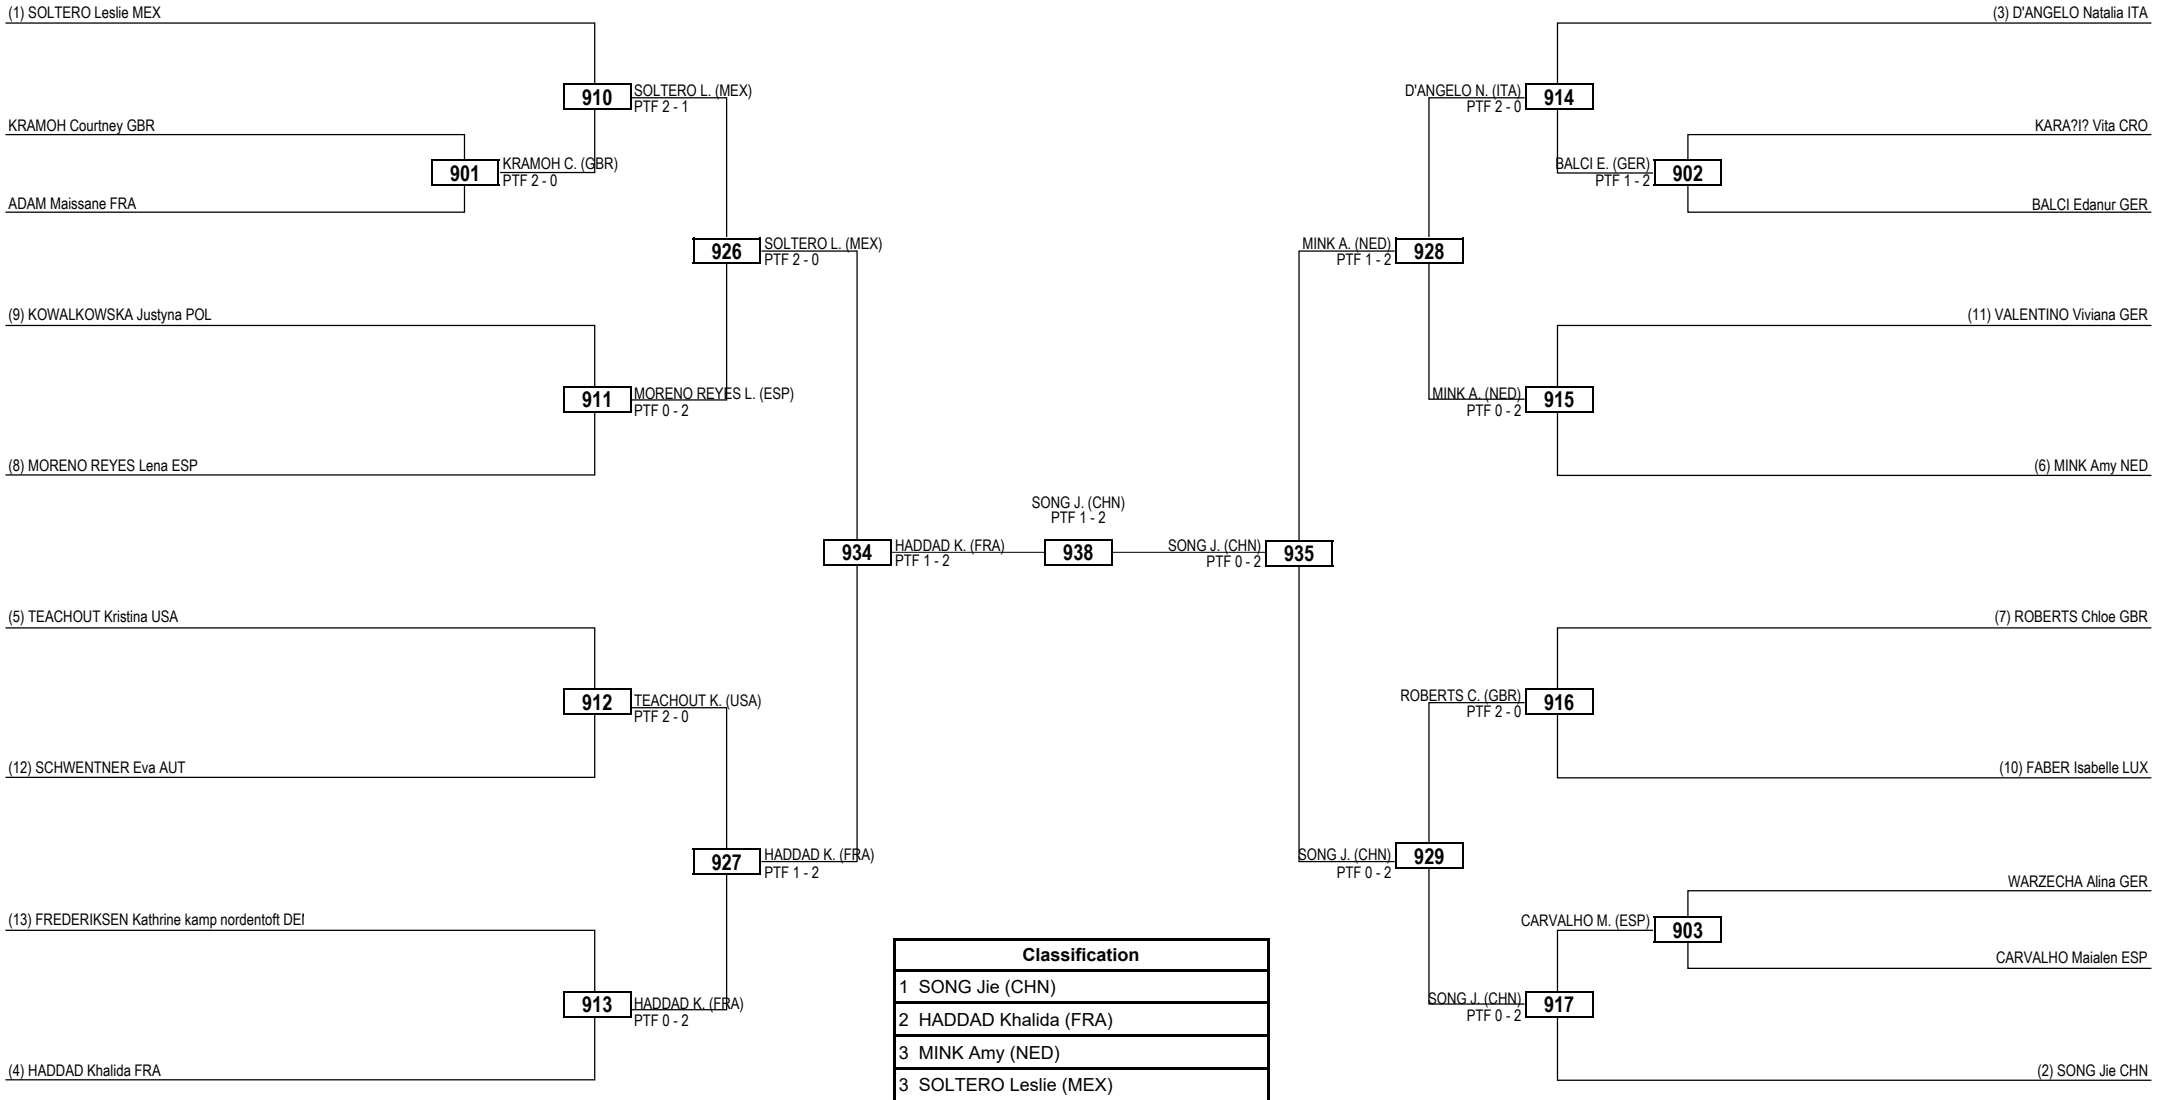 (1) SOLTERO Leslie MEX
(3) D'ANGELO Natalia ITA
910
SOLTERO L. (MEX)
PTF 2 - 1
D'ANGELO N. (ITA)
PTF 2 - 0
914
KRAMOH Courtney GBR
KARA?I? Vita CRO
901
KRAMOH C. (GBR)
PTF 2 - 0
BALCI E. (GER)
PTF 1 - 2
902
ADAM Maissane FRA
BALCI Edanur GER
926
SOLTERO L. (MEX)
PTF 2 - 0
MINK A. (NED)
PTF 1 - 2
928
(9) KOWALKOWSKA Justyna POL
(11) VALENTINO Viviana GER
911
MORENO REYES L. (ESP)
PTF 0 - 2
MINK A. (NED)
PTF 0 - 2
915
(8) MORENO REYES Lena ESP
(6) MINK Amy NED
SONG J. (CHN)
PTF 1 - 2
934
HADDAD K. (FRA)
PTF 1 - 2
938
SONG J. (CHN)
PTF 0 - 2
935
(5) TEACHOUT Kristina USA
(7) ROBERTS Chloe GBR
912
TEACHOUT K. (USA)
PTF 2 - 0
ROBERTS C. (GBR)
PTF 2 - 0
916
(12) SCHWENTNER Eva AUT
(10) FABER Isabelle LUX
927
HADDAD K. (FRA)
PTF 1 - 2
SONG J. (CHN)
PTF 0 - 2
929
WARZECHA Alina GER
(13) FREDERIKSEN Kathrine kamp nordentoft
CARVALHO M. (ESP)
903
CARVALHO Maialen ESP
913
HADDAD K. (FRA)
PTF 0 - 2
SONG J. (CHN)
PTF 0 - 2
917
(4) HADDAD Khalida FRA
(2) SONG Jie CHN
Classification
1 SONG Jie (CHN)
2 HADDAD Khalida (FRA)
3 MINK Amy (NED)
3 SOLTERO Leslie (MEX)